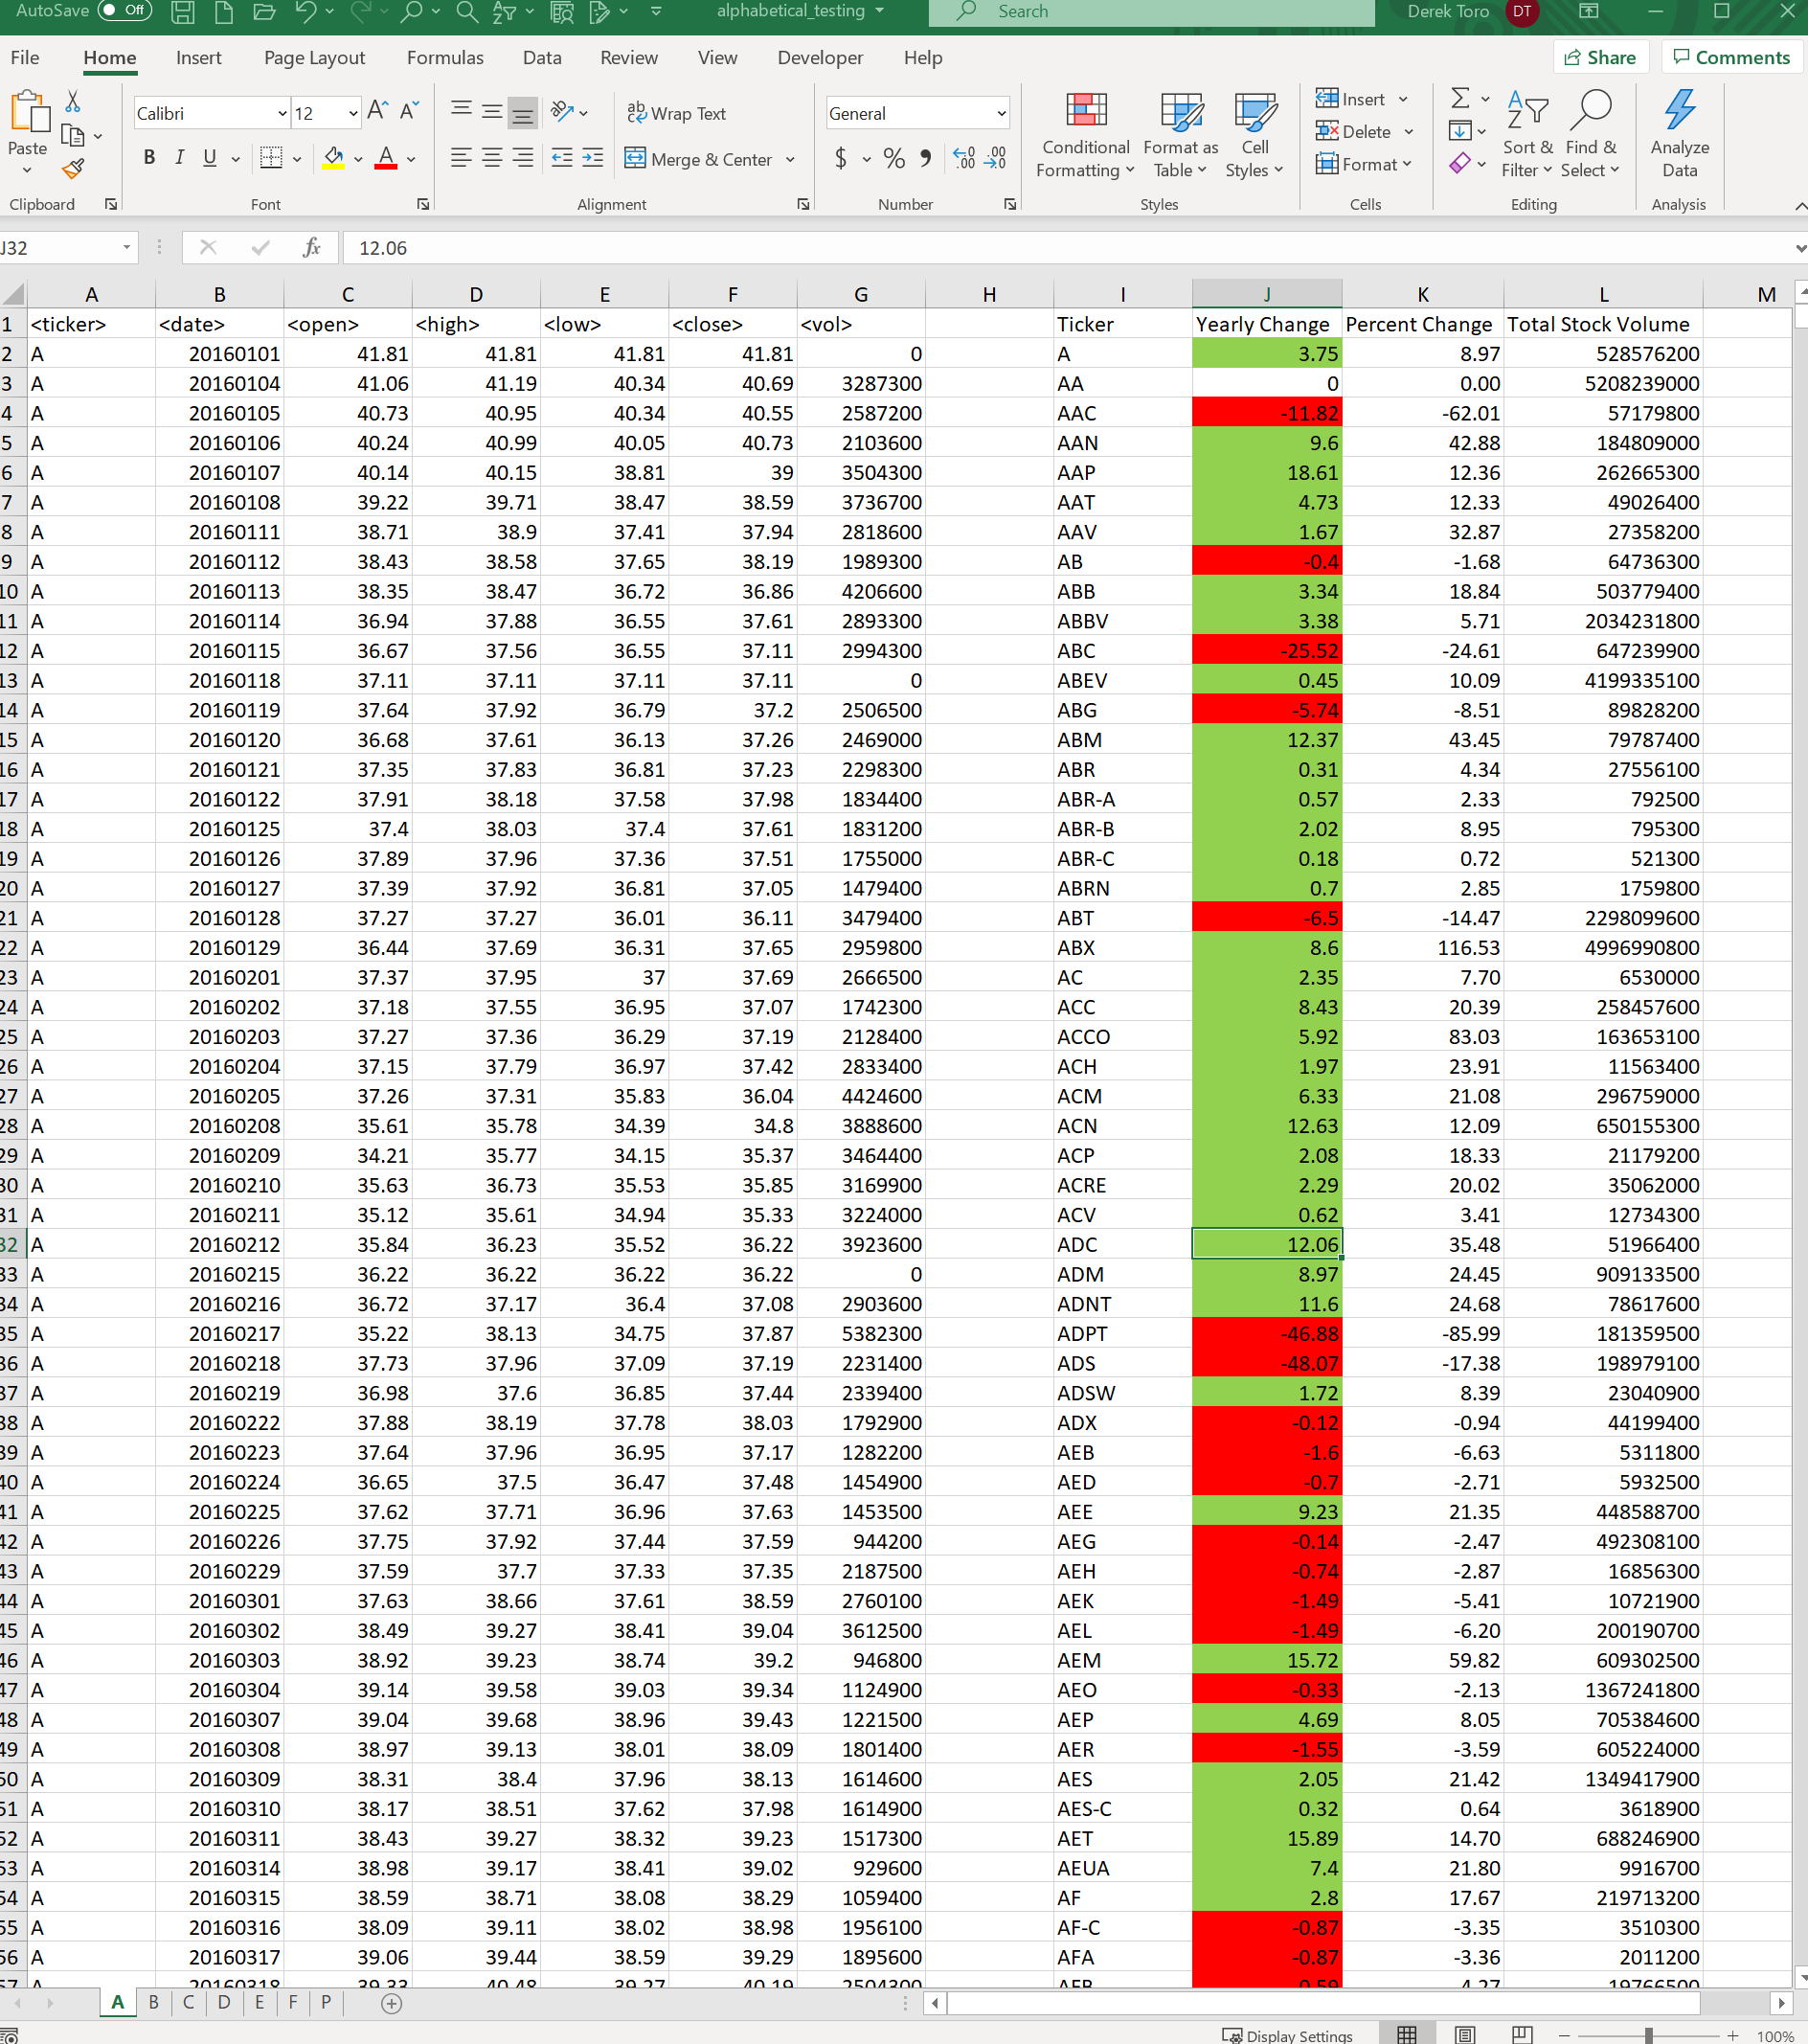 AutoSave Off alphabetical_testing Search Derek Toro DT
File Home Insert Page Layout Formulas Data Review View Developer Help Share Comments
Calibri 12 Wrap Text General Insert
Paste Merge & Center Conditional Formatting Format as Table Cell Styles Delete Sort & Filter Find & Select Analyze Data
Format
Clipboard Font Alignment Number Styles Cells Editing Analysis
J32 fx 12.06
A B C D E F G H I J K L M
1 <ticker> <date> <open> <high> <low> <close> <vol> Ticker Yearly Change Percent Change Total Stock Volume
2 A 20160101 41.81 41.81 41.81 41.81 0 A 3.75 8.97 528576200
3 A 20160104 41.06 41.19 40.34 40.69 3287300 AA 0 0.00 5208239000
4 A 20160105 40.73 40.95 40.34 40.55 2587200 AAC -11.82 -62.01 57179800
5 A 20160106 40.24 40.99 40.05 40.73 2103600 AAN 9.6 42.88 184809000
6 A 20160107 40.14 40.15 38.81 39 3504300 AAP 18.61 12.36 262665300
7 A 20160108 39.22 39.71 38.47 38.59 3736700 AAT 4.73 12.33 49026400
8 A 20160111 38.71 38.9 37.41 37.94 2818600 AAV 1.67 32.87 27358200
9 A 20160112 38.43 38.58 37.65 38.19 1989300 AB -0.4 -1.68 64736300
10 A 20160113 38.35 38.47 36.72 36.86 4206600 ABB 3.34 18.84 503779400
11 A 20160114 36.94 37.88 36.55 37.61 2893300 ABBV 3.38 5.71 2034231800
12 A 20160115 36.67 37.56 36.55 37.11 2994300 ABC -25.52 -24.61 647239900
13 A 20160118 37.11 37.11 37.11 37.11 0 ABEV 0.45 10.09 4199335100
14 A 20160119 37.64 37.92 36.79 37.2 2506500 ABG -5.74 -8.51 89828200
15 A 20160120 36.68 37.61 36.13 37.26 2469000 ABM 12.37 43.45 79787400
16 A 20160121 37.35 37.83 36.81 37.23 2298300 ABR 0.31 4.34 27556100
17 A 20160122 37.91 38.18 37.58 37.98 1834400 ABR-A 0.57 2.33 792500
18 A 20160125 37.4 38.03 37.4 37.61 1831200 ABR-B 2.02 8.95 795300
19 A 20160126 37.89 37.96 37.36 37.51 1755000 ABR-C 0.18 0.72 521300
20 A 20160127 37.39 37.92 36.81 37.05 1479400 ABRN 0.7 2.85 1759800
21 A 20160128 37.27 37.27 36.01 36.11 3479400 ABT -6.5 -14.47 2298099600
22 A 20160129 36.44 37.69 36.31 37.65 2959800 ABX 8.6 116.53 4996990800
23 A 20160201 37.37 37.95 37 37.69 2666500 AC 2.35 7.70 6530000
24 A 20160202 37.18 37.55 36.95 37.07 1742300 ACC 8.43 20.39 258457600
25 A 20160203 37.27 37.36 36.29 37.19 2128400 ACCO 5.92 83.03 163653100
26 A 20160204 37.15 37.79 36.97 37.42 2833400 ACH 1.97 23.91 11563400
27 A 20160205 37.26 37.31 35.83 36.04 4424600 ACM 6.33 21.08 296759000
28 A 20160208 35.61 35.78 34.39 34.8 3888600 ACN 12.63 12.09 650155300
29 A 20160209 34.21 35.77 34.15 35.37 3464400 ACP 2.08 18.33 21179200
30 A 20160210 35.63 36.73 35.53 35.85 3169900 ACRE 2.29 20.02 35062000
31 A 20160211 35.12 35.61 34.94 35.33 3224000 ACV 0.62 3.41 12734300
32 A 20160212 35.84 36.23 35.52 36.22 3923600 ADC 12.06 35.48 51966400
33 A 20160215 36.22 36.22 36.22 36.22 0 ADM 8.97 24.45 909133500
34 A 20160216 36.72 37.17 36.4 37.08 2903600 ADNT 11.6 24.68 78617600
35 A 20160217 35.22 38.13 34.75 37.87 5382300 ADPT -46.88 -85.99 181359500
36 A 20160218 37.73 37.96 37.09 37.19 2231400 ADS -48.07 -17.38 198979100
37 A 20160219 36.98 37.6 36.85 37.44 2339400 ADSW 1.72 8.39 23040900
38 A 20160222 37.88 38.19 37.78 38.03 1792900 ADX -0.12 -0.94 44199400
39 A 20160223 37.64 37.96 36.95 37.17 1282200 AEB -1.6 -6.63 5311800
40 A 20160224 36.65 37.5 36.47 37.48 1454900 AED -0.7 -2.71 5932500
41 A 20160225 37.62 37.71 36.96 37.63 1453500 AEE 9.23 21.35 448588700
42 A 20160226 37.75 37.92 37.44 37.59 944200 AEG -0.14 -2.47 492308100
43 A 20160229 37.59 37.7 37.33 37.35 2187500 AEH -0.74 -2.87 16856300
44 A 20160301 37.63 38.66 37.61 38.59 2760100 AEK -1.49 -5.41 10721900
45 A 20160302 38.49 39.27 38.41 39.04 3612500 AEL -1.49 -6.20 200190700
46 A 20160303 38.92 39.23 38.74 39.2 946800 AEM 15.72 59.82 609302500
47 A 20160304 39.14 39.58 39.03 39.34 1124900 AEO -0.33 -2.13 1367241800
48 A 20160307 39.04 39.68 38.96 39.43 1221500 AEP 4.69 8.05 705384600
49 A 20160308 38.97 39.13 38.01 38.09 1801400 AER -1.55 -3.59 605224000
50 A 20160309 38.31 38.4 37.96 38.13 1614600 AES 2.05 21.42 1349417900
51 A 20160310 38.17 38.51 37.62 37.98 1614900 AES-C 0.32 0.64 3618900
52 A 20160311 38.43 39.27 38.32 39.23 1517300 AET 15.89 14.70 688246900
53 A 20160314 38.98 39.17 38.41 39.02 929600 AEUA 7.4 21.80 9916700
54 A 20160315 38.59 38.71 38.08 38.29 1059400 AF 2.8 17.67 219713200
55 A 20160316 38.09 39.11 38.02 38.98 1956100 AF-C -0.87 -3.35 3510300
56 A 20160317 39.06 39.44 38.59 39.29 1895600 AFA -0.87 -3.36 2011200
A B C D E F P
Display Settings 100%